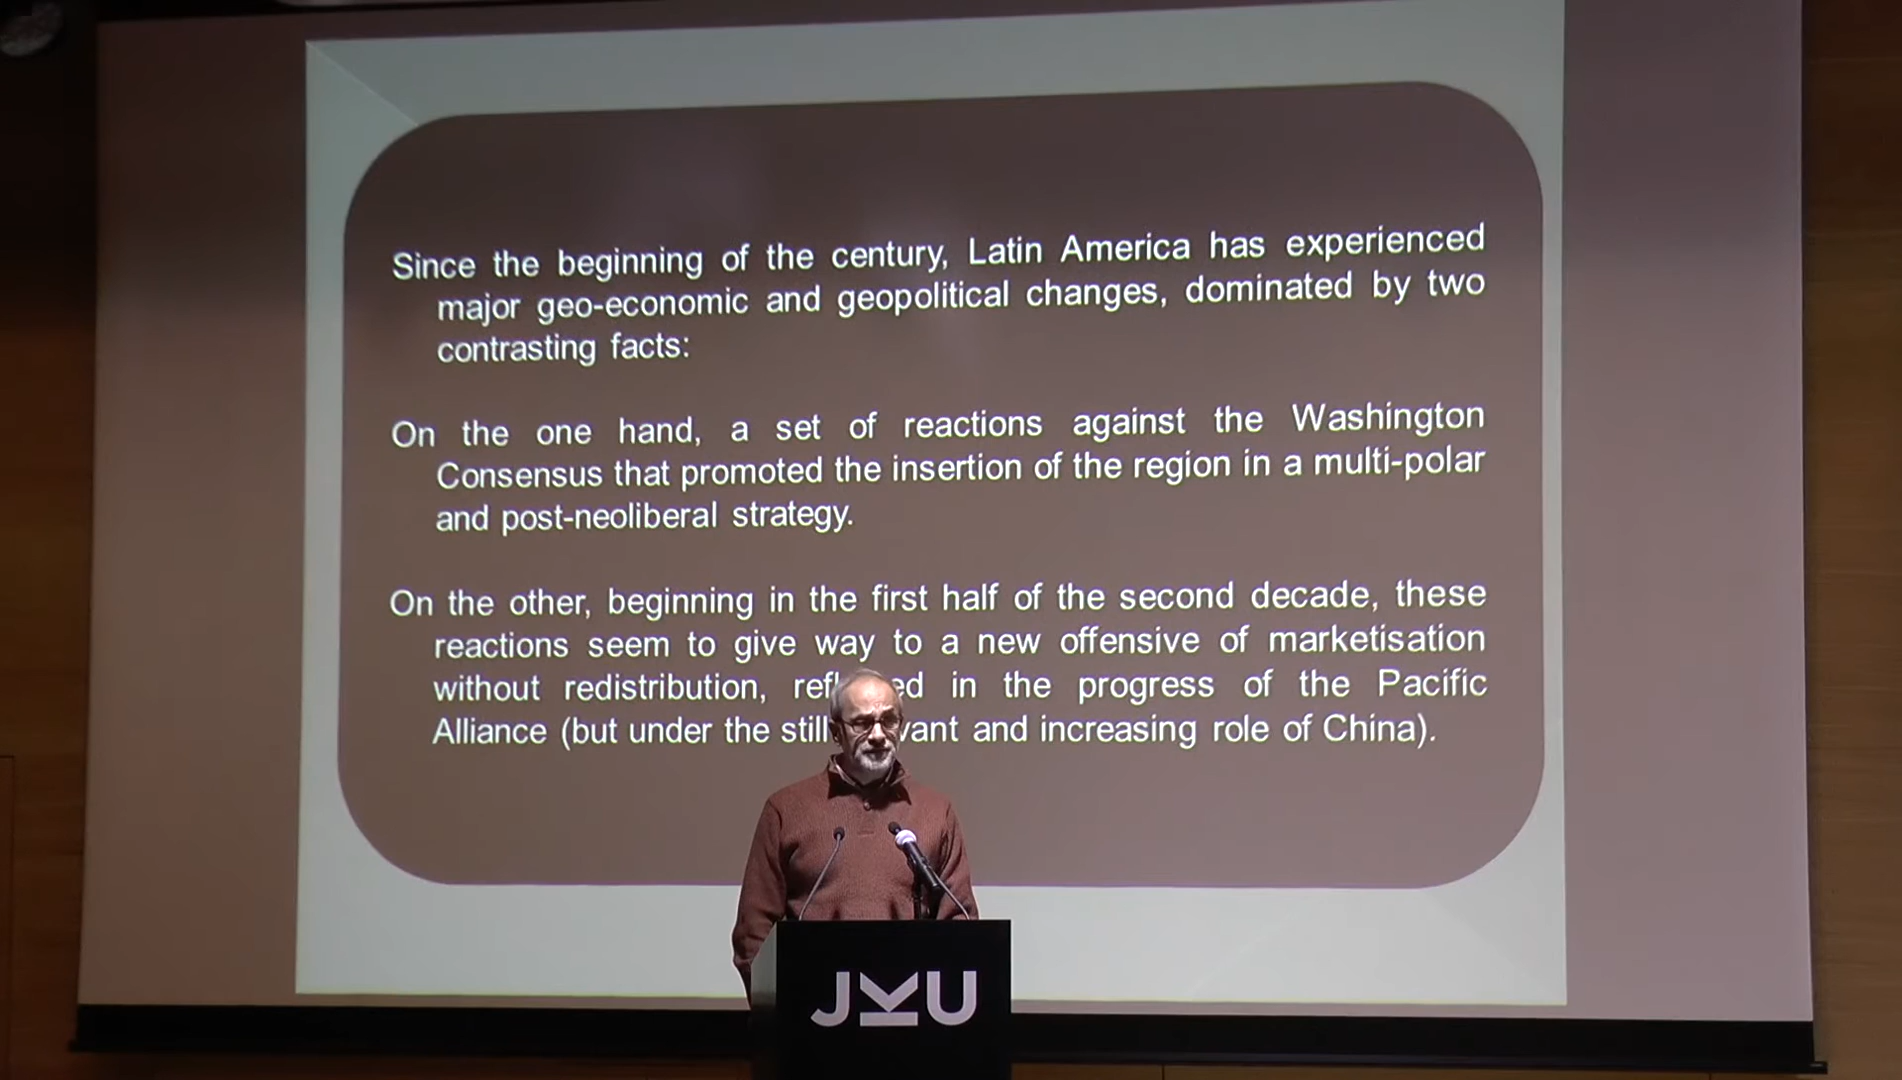 Since the beginning of the century, Latin America has experienced
major geo-economic and geopolitical changes, dominated by two
contrasting facts:
On the one hand, a set of reactions against the Washington
Consensus that promoted the insertion of the region in a multi-polar
and post-neoliberal strategy.
On the other, beginning in the first half of the second decade, these
reactions seem to give way to a new offensive of marketisation
without redistribution, in the progress of the Pacific
Alliance (but under the still and increasing role of China).
JKU